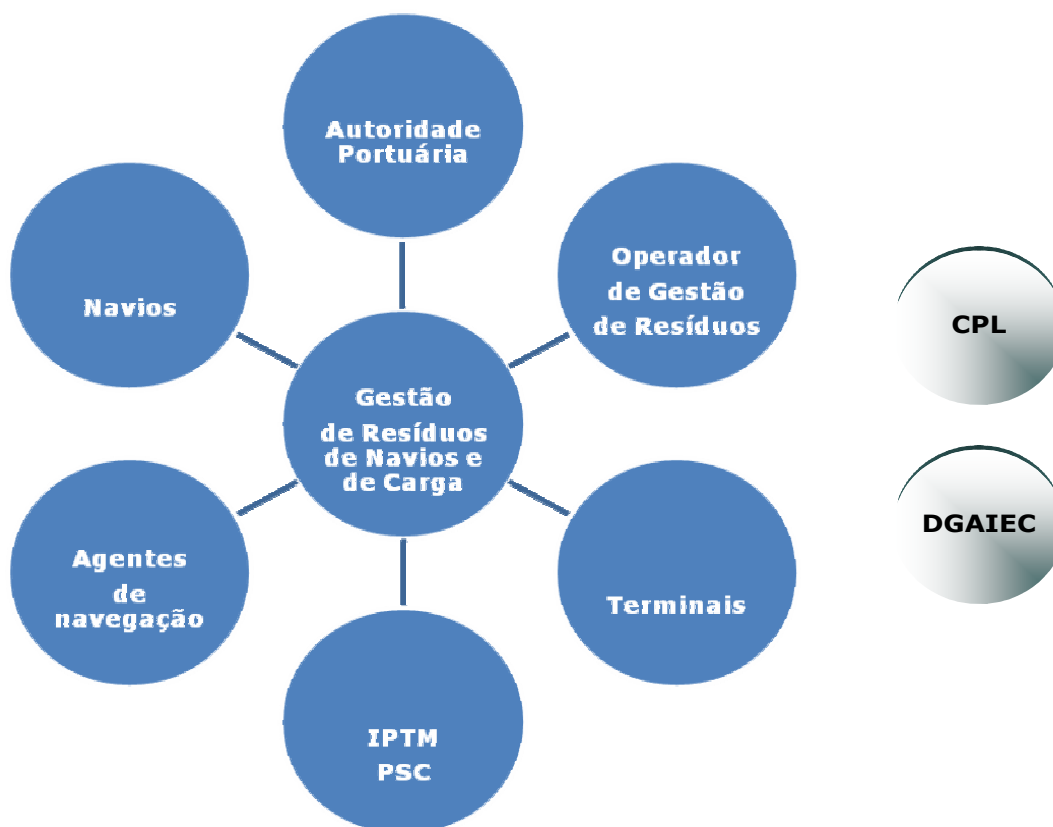 Autoridade
Portuária
Navios
Operador
de Gestão
de Resíduos
CPL
Gestão
de Resíduos
de Navios e
de Carga
DGAIEC
Agentes
de
navegação
Terminais
IPTM
PSC